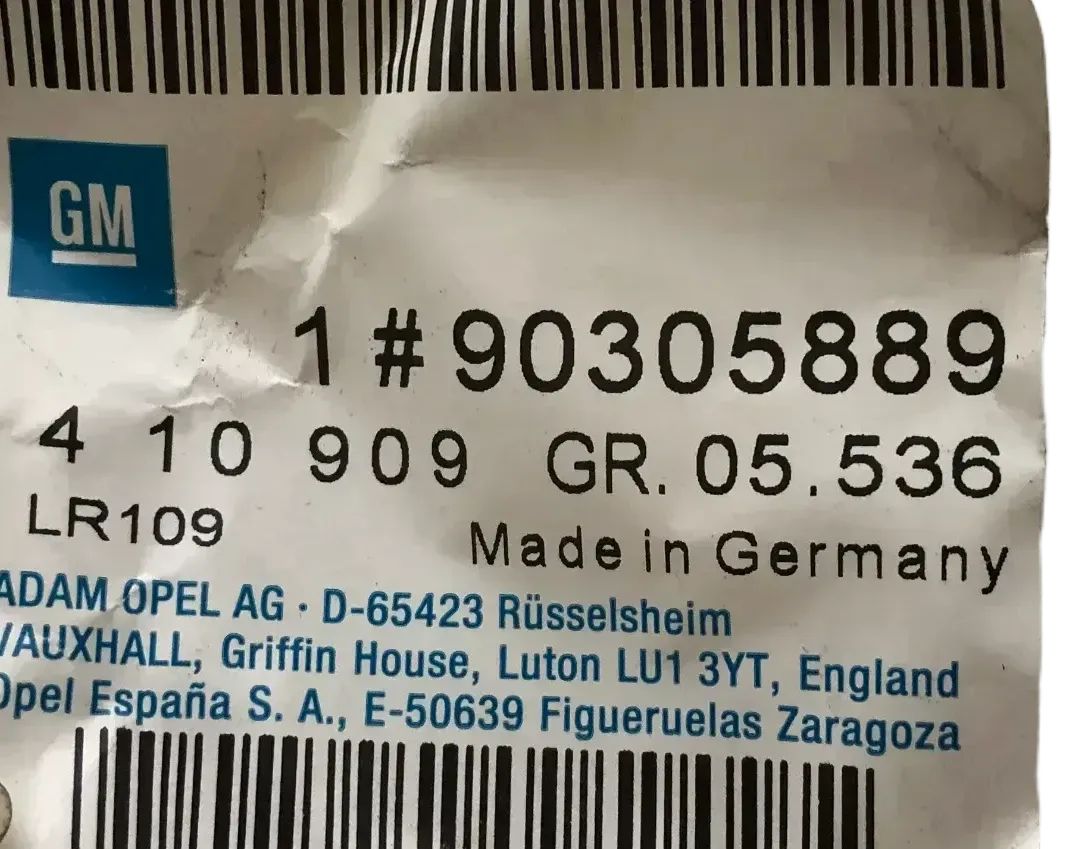 GM
1 # 90305889
4 10 909 GR. 05.536
LR109
Made in Germany
ADAM OPEL AG · D-65423 Rüsselsheim
VAUXHALL, Griffin House, Luton LU1 3YT, England
Opel España S. A., E-50639 Figueruelas Zaragoza